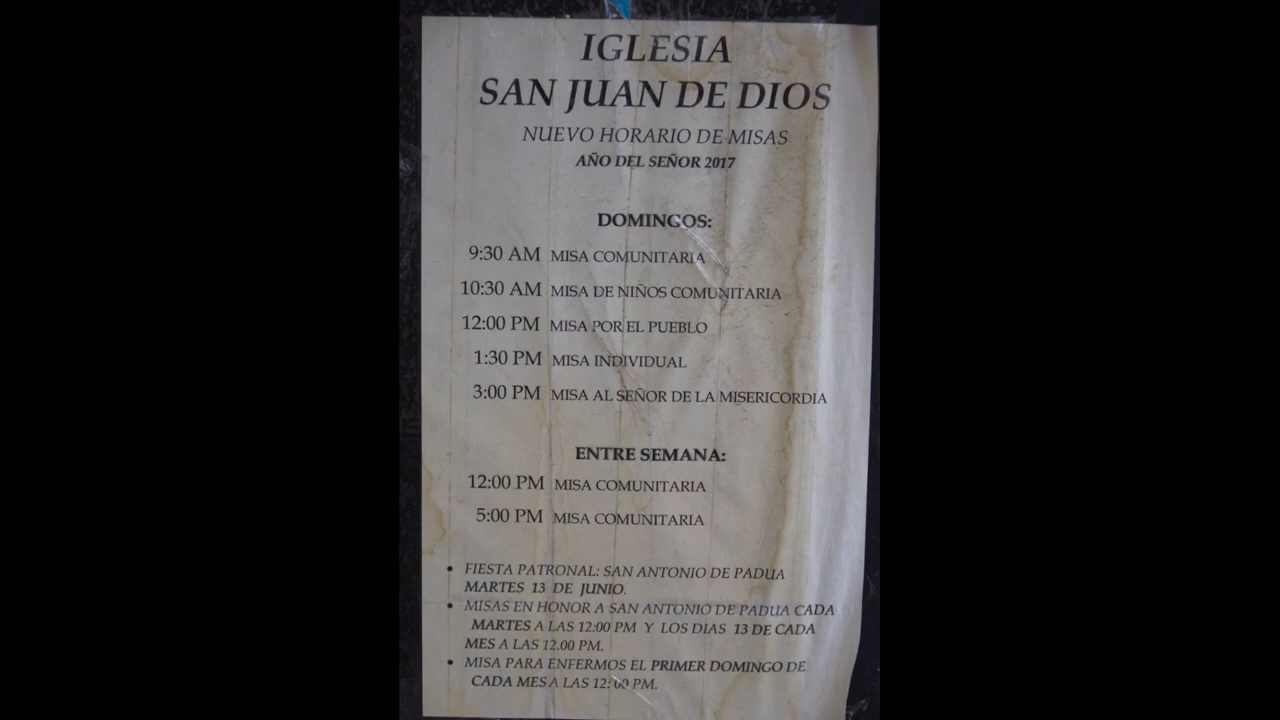 IGLESIA
SAN JUAN DE DIOS
NUEVO HORARIO DE MISAS
AÑO DEL SEÑOR 2017
DOMINGOS:
9:30 AM MISA COMUNITARIA
10:30 AM MISA DE NIÑOS COMUNITARIA
12:00 PM MISA POR EL PUEBLO
1:30 PM MISA INDIVIDUAL
3:00 PM MISA AL SEÑOR DE LA MISERICORDIA
ENTRE SEMANA:
12:00 PM MISA COMUNITARIA
5:00 PM MISA COMUNITARIA
• FIESTA PATRONAL: SAN ANTONIO DE PADUA
MARTES 13 DE JUNIO.
• MISAS EN HONOR A SAN ANTONIO DE PADUA CADA
MARTES A LAS 12:00 PM Y LOS DIAS 13 DE CADA
MES A LAS 12.00 PM.
• MISA PARA ENFERMOS EL PRIMER DOMINGO DE
CADA MES A LAS 12:00 PM.